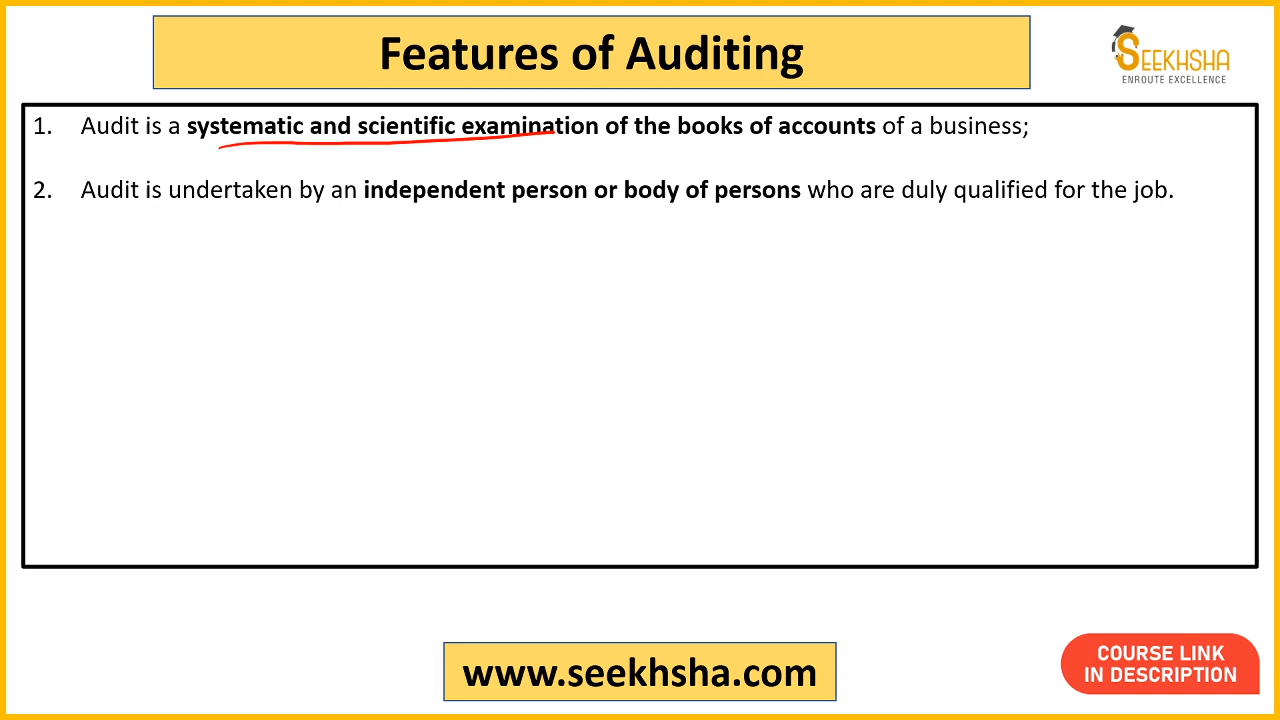 Features of Auditing
SEEKHSHA
ENROUTE EXCELLENCE
1. Audit is a systematic and scientific examination of the books of accounts of a business;
2. Audit is undertaken by an independent person or body of persons who are duly qualified for the job.
www.seekhsha.com
COURSE LINK
IN DESCRIPTION